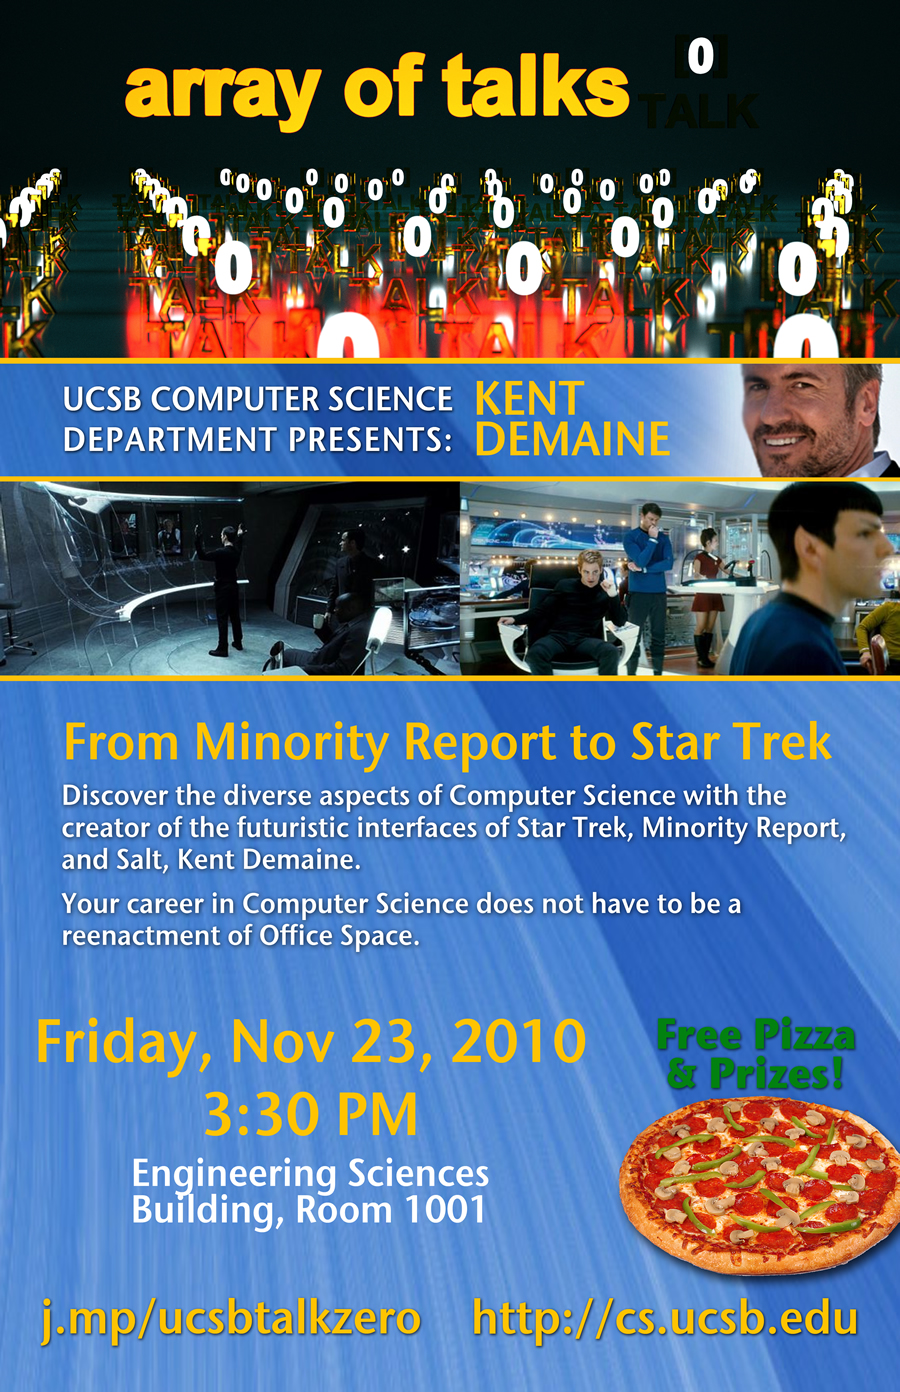 array of talks
[0]
TALK
UCSB COMPUTER SCIENCE
DEPARTMENT PRESENTS:
KENT
DEMAINE
From Minority Report to Star Trek
Discover the diverse aspects of Computer Science with the
creator of the futuristic interfaces of Star Trek, Minority Report,
and Salt, Kent Demaine.
Your career in Computer Science does not have to be a
reenactment of Office Space.
Friday, Nov 23, 2010
3:30 PM
Engineering Sciences
Building, Room 1001
Free Pizza
& Prizes!
j.mp/ucsbtalkzero
http://cs.ucsb.edu